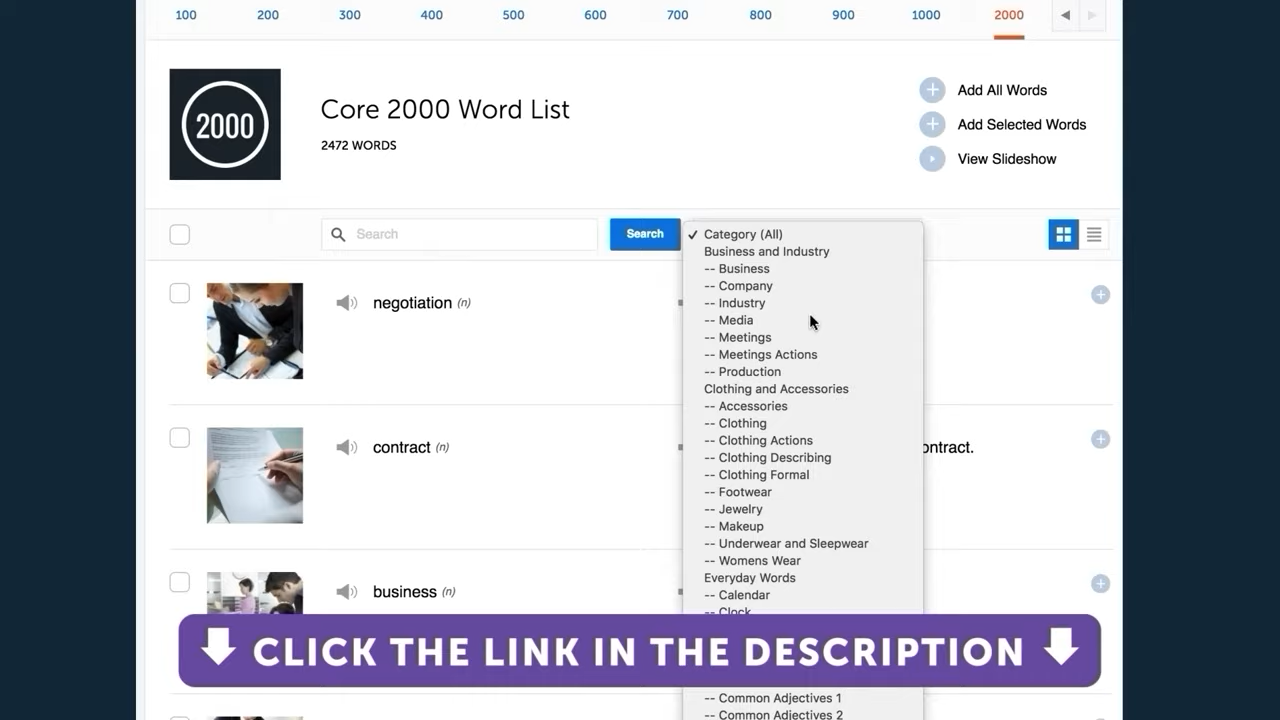 100 200 300 400 500 600 700 800 900 1000 2000
2000
Core 2000 Word List
2472 WORDS
Add All Words
Add Selected Words
View Slideshow
Search
Search
Category (All)
Business and Industry
-- Business
-- Company
-- Industry
-- Media
-- Meetings
-- Meetings Actions
-- Production
Clothing and Accessories
-- Accessories
-- Clothing
-- Clothing Actions
-- Clothing Describing
-- Clothing Formal
-- Footwear
-- Jewelry
-- Makeup
-- Underwear and Sleepwear
-- Womens Wear
Everyday Words
-- Calendar
-- Clock
-- Common Adjectives 1
-- Common Adjectives 2
negotiation (n)
contract (n)
ontract.
business (n)
CLICK THE LINK IN THE DESCRIPTION